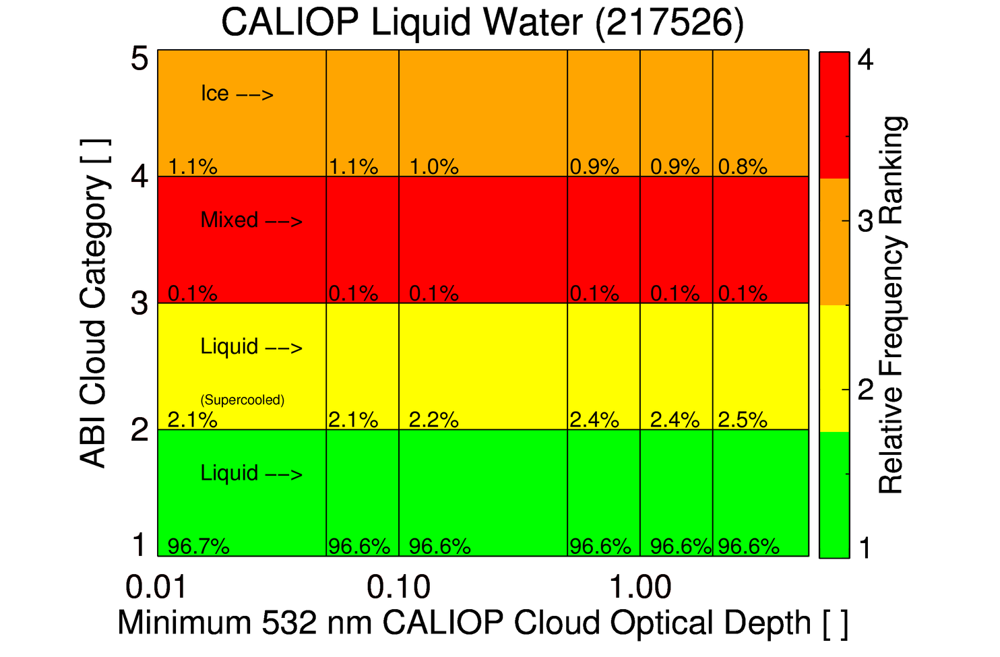 CALIOP Liquid Water (217526)
5
Ice −−>
1.1% 1.1% 1.0% 0.9% 0.9% 0.8%
4
Mixed −−>
0.1% 0.1% 0.1% 0.1% 0.1% 0.1%
3
Liquid −−>
(Supercooled)
2.1% 2.1% 2.2% 2.4% 2.4% 2.5%
2
Liquid −−>
96.7% 96.6% 96.6% 96.6% 96.6% 96.6%
1
0.01 0.10 1.00
Minimum 532 nm CALIOP Cloud Optical Depth [ ]
ABI Cloud Category [ ]
4
3
2
1
Relative Frequency Ranking